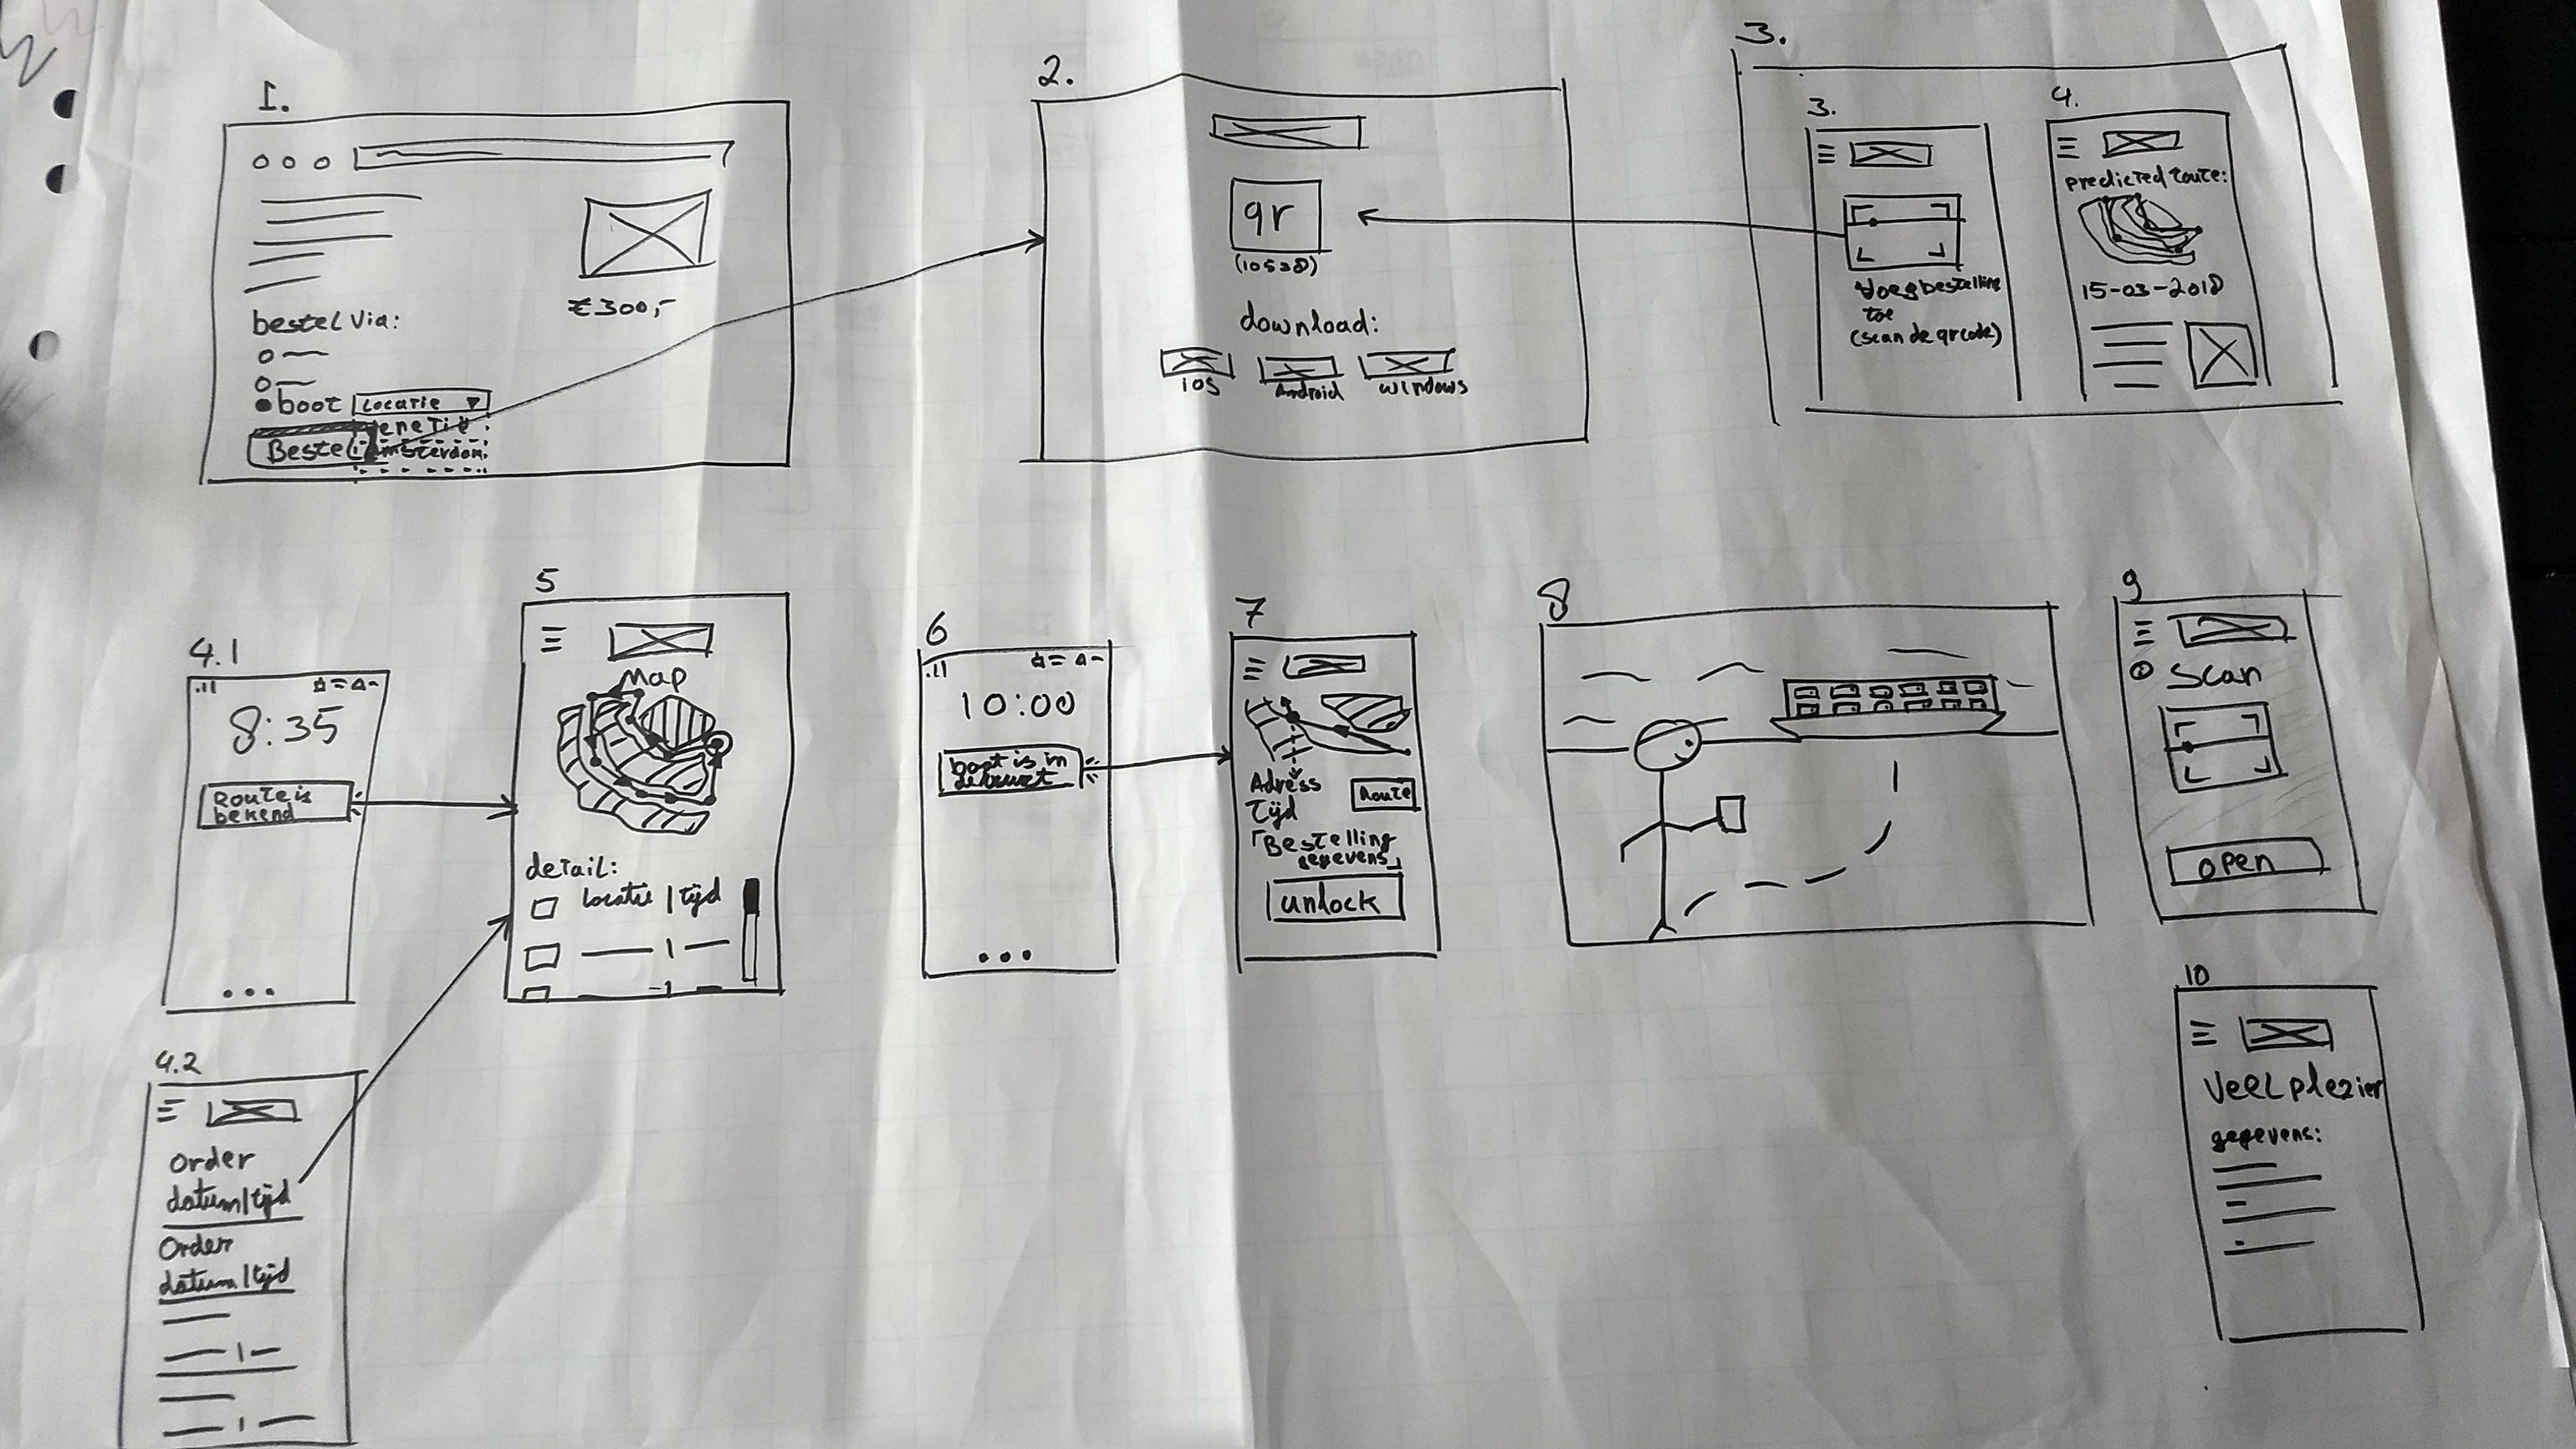 1.
€300,-
bestel via:
boot
Locatie
Bestel
Amsterdam
2.
qr
download:
ios
Android
windows
3.
3.
Voeg bestelling
toe
(scan de qrcode)
4.
predicted route:
15-03-2018
4.1
8:35
Route is
bekend
4.2
Order
datum/tijd
Order
datum/tijd
5
Map
detail:
Locatie | tijd
6
10:00
boot is in
de buurt
7
Adress
Tijd
Route
「Bestelling
gegevens」
unlock
8
9
Scan
open
10
Veel plezier
gegevens: